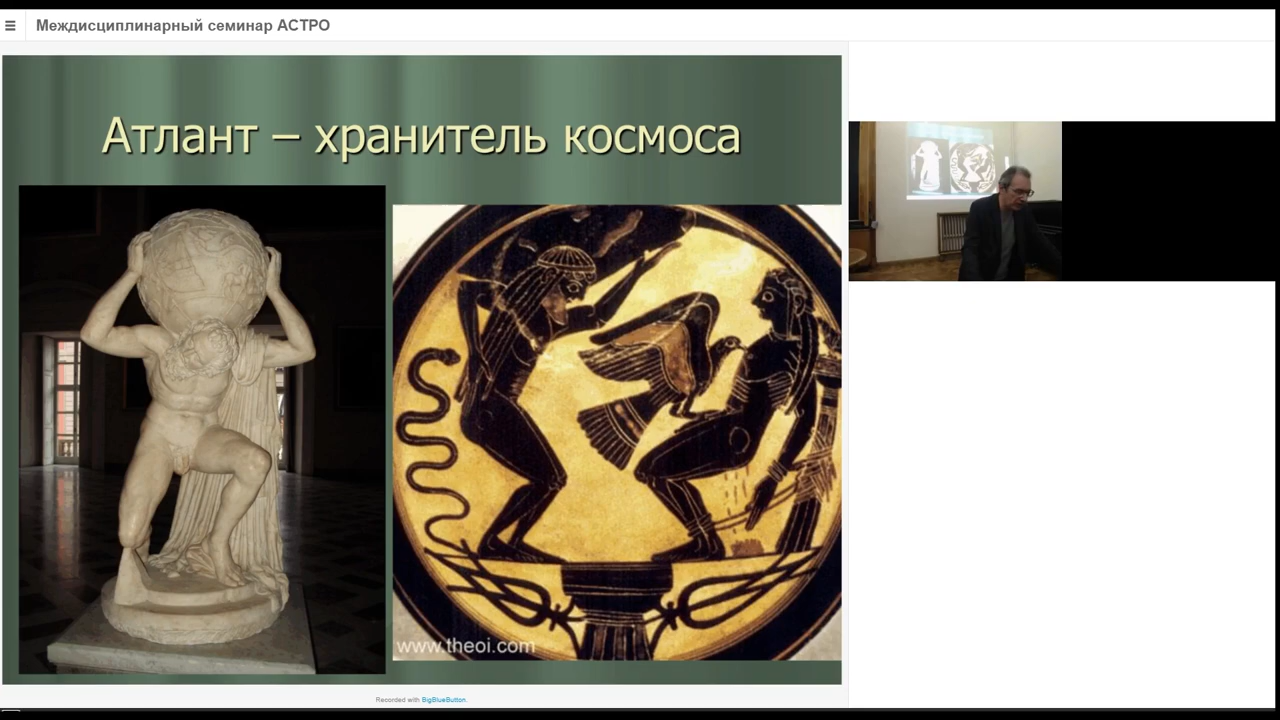 Междисциплинарный семинар АСТРО
Атлант – хранитель космоса
www.theoi.com
Recorded with BigBlueButton.